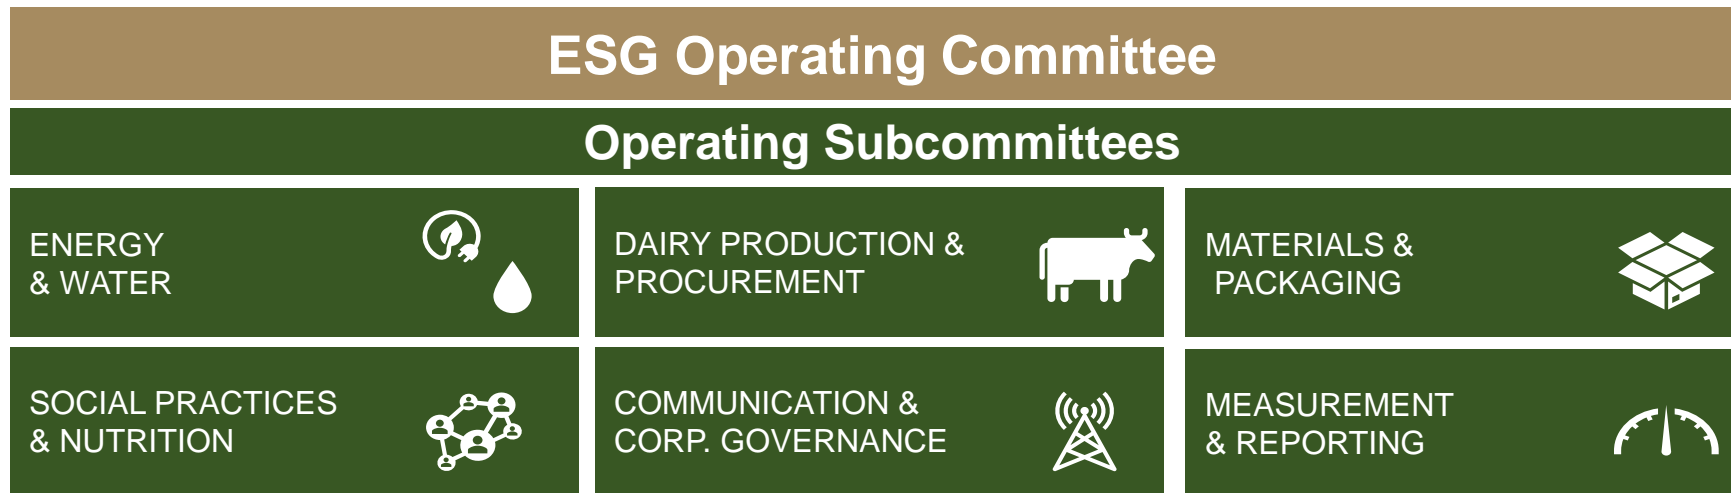 ESG Operating Committee
Operating Subcommittees
ENERGY
& WATER
DAIRY PRODUCTION &
PROCUREMENT
MATERIALS &
PACKAGING
SOCIAL PRACTICES
& NUTRITION
COMMUNICATION &
CORP. GOVERNANCE
MEASUREMENT
& REPORTING